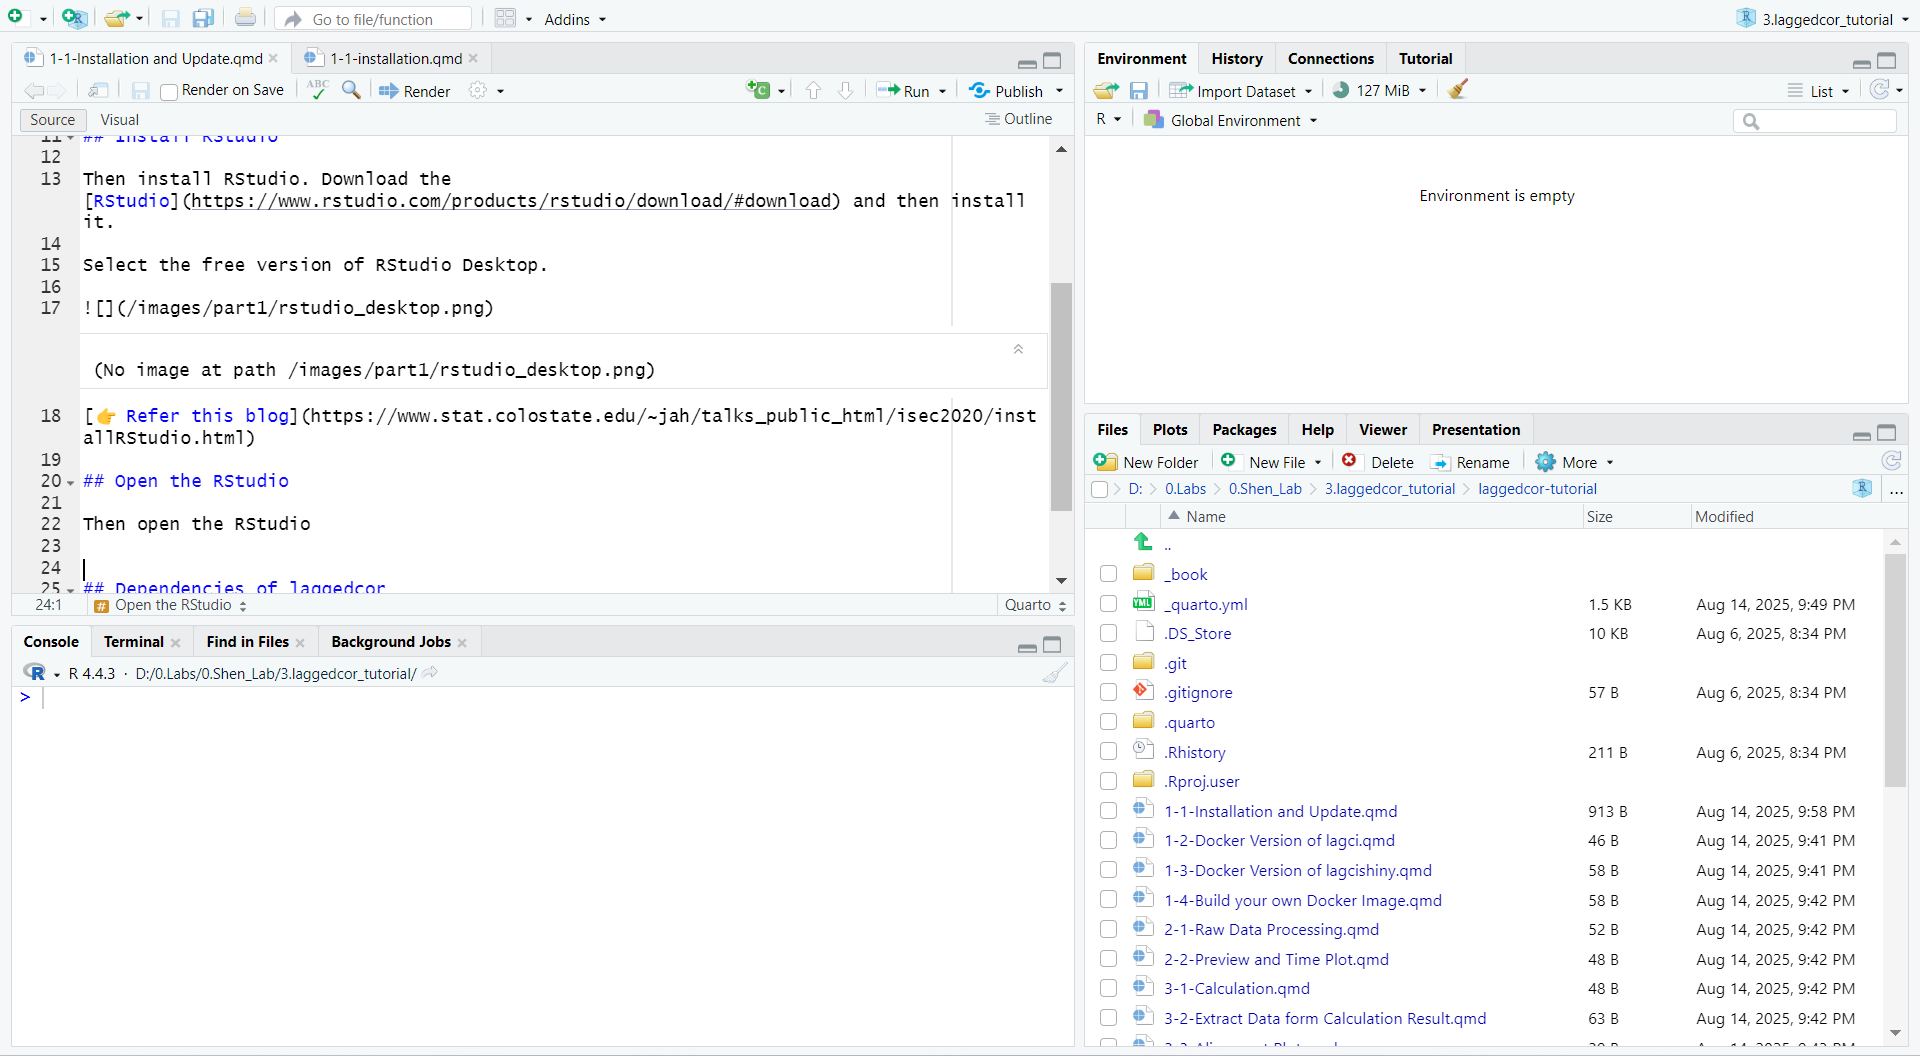 Go to file/function
Addins
3.laggedcor_tutorial
1-1-Installation and Update.qmd
1-1-installation.qmd
Render on Save
ABC
Render
C
Run
Publish
Source
Visual
Outline
11 ## Install RStudio
12
13 Then install RStudio. Download the
[RStudio](https://www.rstudio.com/products/rstudio/download/#download) and then install
it.
14
15 Select the free version of RStudio Desktop.
16
17 ![](/images/part1/rstudio_desktop.png)
(No image at path /images/part1/rstudio_desktop.png)
18 [👉 Refer this blog](https://www.stat.colostate.edu/~jah/talks_public_html/isec2020/inst
allRStudio.html)
19
20 ## Open the RStudio
21
22 Then open the RStudio
23
24
25 ## Dependencies of laggedcor
24:1
# Open the RStudio
Quarto
Console
Terminal
Find in Files
Background Jobs
R
R 4.4.3 · D:/0.Labs/0.Shen_Lab/3.laggedcor_tutorial/
>
Environment
History
Connections
Tutorial
Import Dataset
127 MiB
List
R
Global Environment
Environment is empty
Files
Plots
Packages
Help
Viewer
Presentation
New Folder
New File
Delete
Rename
More
D: > 0.Labs > 0.Shen_Lab > 3.laggedcor_tutorial > laggedcor-tutorial
R
...
Name Size Modified
..
_book
YML _quarto.yml 1.5 KB Aug 14, 2025, 9:49 PM
.DS_Store 10 KB Aug 6, 2025, 8:34 PM
.git
.gitignore 57 B Aug 6, 2025, 8:34 PM
.quarto
.Rhistory 211 B Aug 6, 2025, 8:34 PM
.Rproj.user
1-1-Installation and Update.qmd 913 B Aug 14, 2025, 9:58 PM
1-2-Docker Version of lagci.qmd 46 B Aug 14, 2025, 9:41 PM
1-3-Docker Version of lagcishiny.qmd 58 B Aug 14, 2025, 9:41 PM
1-4-Build your own Docker Image.qmd 58 B Aug 14, 2025, 9:42 PM
2-1-Raw Data Processing.qmd 52 B Aug 14, 2025, 9:42 PM
2-2-Preview and Time Plot.qmd 48 B Aug 14, 2025, 9:42 PM
3-1-Calculation.qmd 48 B Aug 14, 2025, 9:42 PM
3-2-Extract Data form Calculation Result.qmd 63 B Aug 14, 2025, 9:42 PM